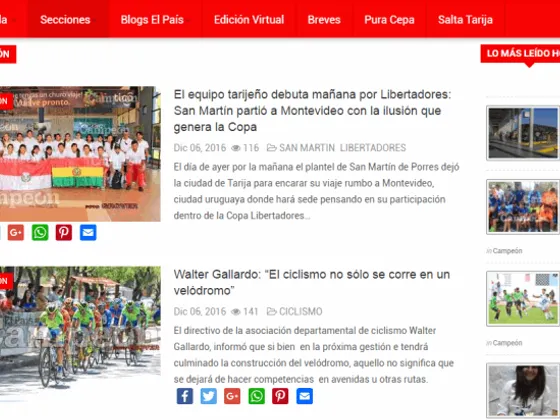 Secciones
Blogs El País
Edición Virtual
Breves
Pura Cepa
Salta Tarija
LO MÁS LEÍDO
El equipo tarijeño debuta mañana por Libertadores:
San Martín partió a Montevideo con la ilusión que
genera la Copa
Dic 06, 2016 116 SAN MARTIN LIBERTADORES
El día de ayer por la mañana el plantel de San Martín de Porres dejó
la ciudad de Tarija para encarar su viaje rumbo a Montevideo,
ciudad uruguaya donde hará sede pensando en su participación
dentro de la Copa Libertadores...
in Campeón
Walter Gallardo: “El ciclismo no sólo se corre en un
velódromo”
Dic 06, 2016 141 CICLISMO
El directivo de la asociación departamental de ciclismo Walter
Gallardo, informó que si bien en la próxima gestión e tendrá
culminado la construcción del velódromo, aquello no significa que
se dejará de hacer competencias en avenidas u otras rutas.
in Campeón